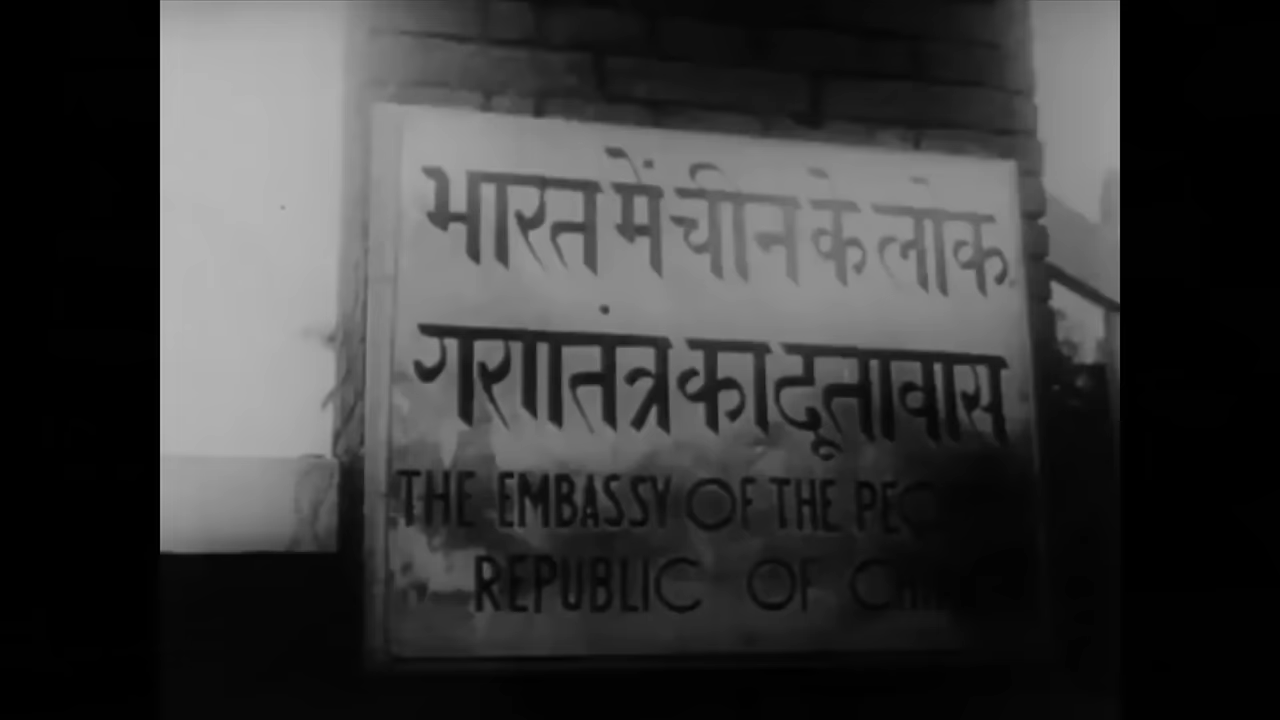 भारत में चीन के लोक
गणतंत्र का दूतावास
THE EMBASSY OF THE
REPUBLIC OF